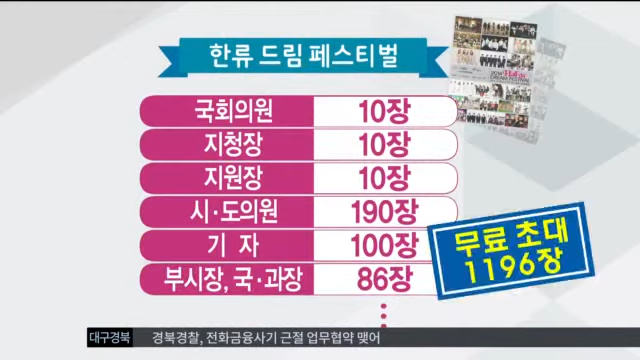 한류 드림 페스티벌
국회의원 10장
지청장 10장
지원장 10장
시·도의원 190장
기 자 100장
부시장, 국·과장 86장
무료 초대
1196장
대구경북 경북경찰, 전화금융사기 근절 업무협약 맺어